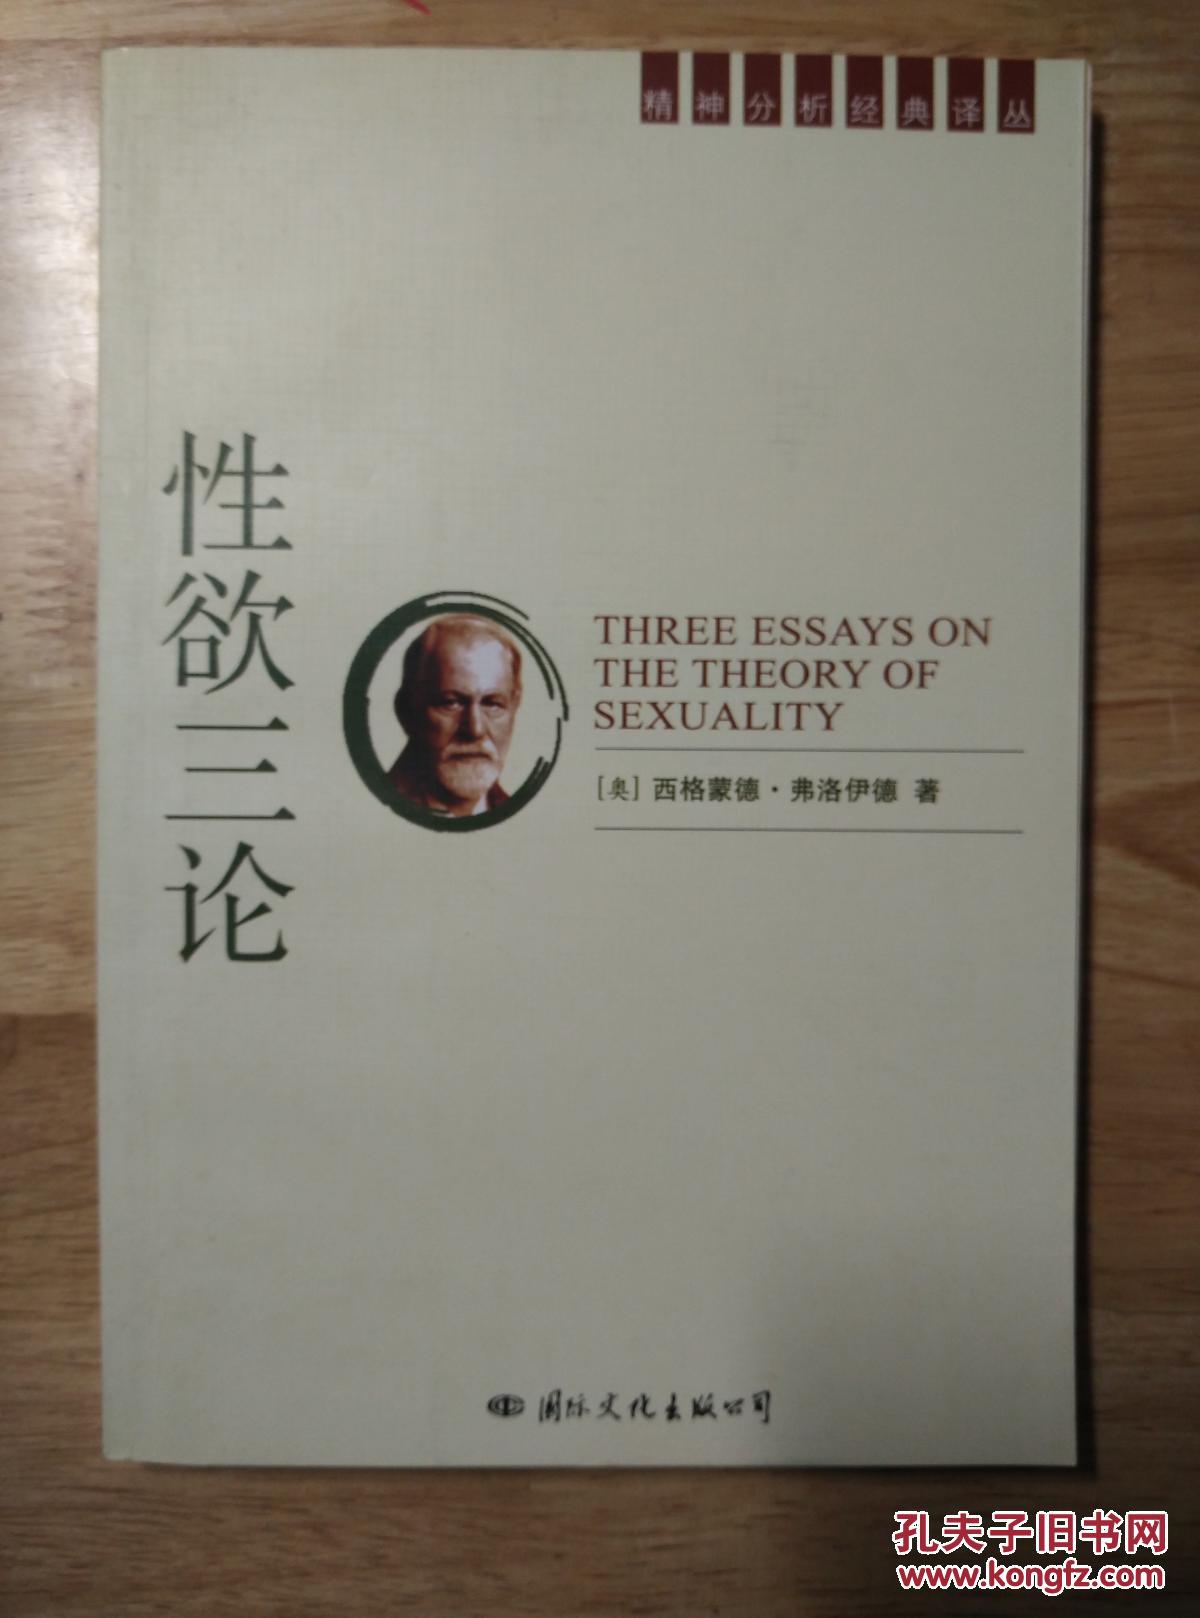 精神分析经典译丛
性欲三论
THREE ESSAYS ON
THE THEORY OF
SEXUALITY
[奥] 西格蒙德·弗洛伊德 著
国际文化出版公司
孔夫子旧书网
www.kongfz.com